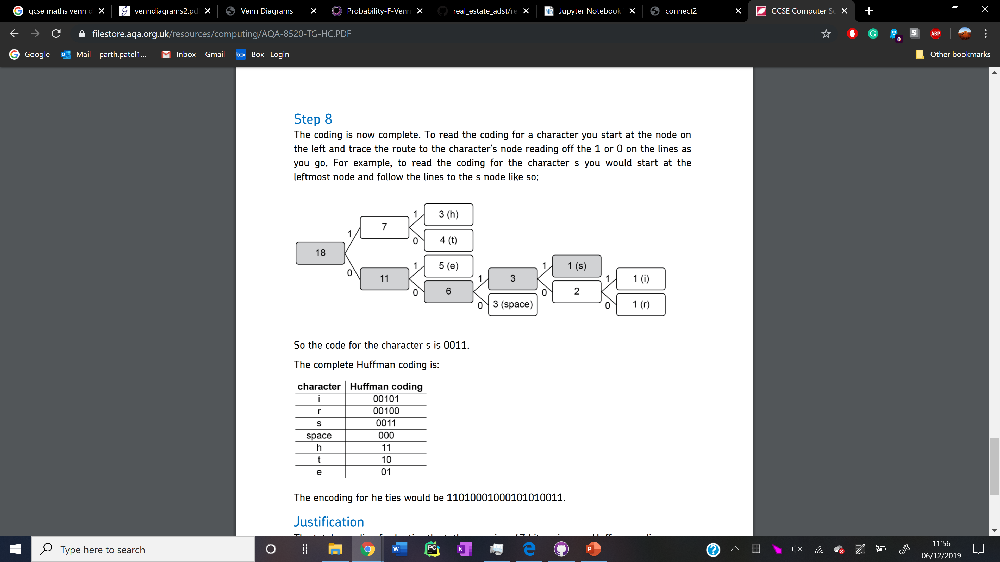 gcse maths venn d
venndiagrams2.pd
Venn Diagrams
Probability-F-Venn
real_estate_adst/re
Jupyter Notebook
connect2
GCSE Computer Sc
filestore.aqa.org.uk/resources/computing/AQA-8520-TG-HC.PDF
0
S
ABP
Google
Mail – parth.patel1...
Inbox - Gmail
box
Box | Login
Other bookmarks
Step 8
The coding is now complete. To read the coding for a character you start at the node on
the left and trace the route to the character's node reading off the 1 or 0 on the lines as
you go. For example, to read the coding for the character s you would start at the
leftmost node and follow the lines to the s node like so:
1 3 (h)
7
1 0 4 (t)
18
1 5 (e) 1 1 (s)
0 11 1 3 1 1 (i)
0 6 0 2
0 3 (space) 0 1 (r)
So the code for the character s is 0011.
The complete Huffman coding is:
character Huffman coding
i 00101
r 00100
s 0011
space 000
h 11
t 10
e 01
The encoding for he ties would be 11010001000101010011.
Justification
Type here to search
11:56
06/12/2019